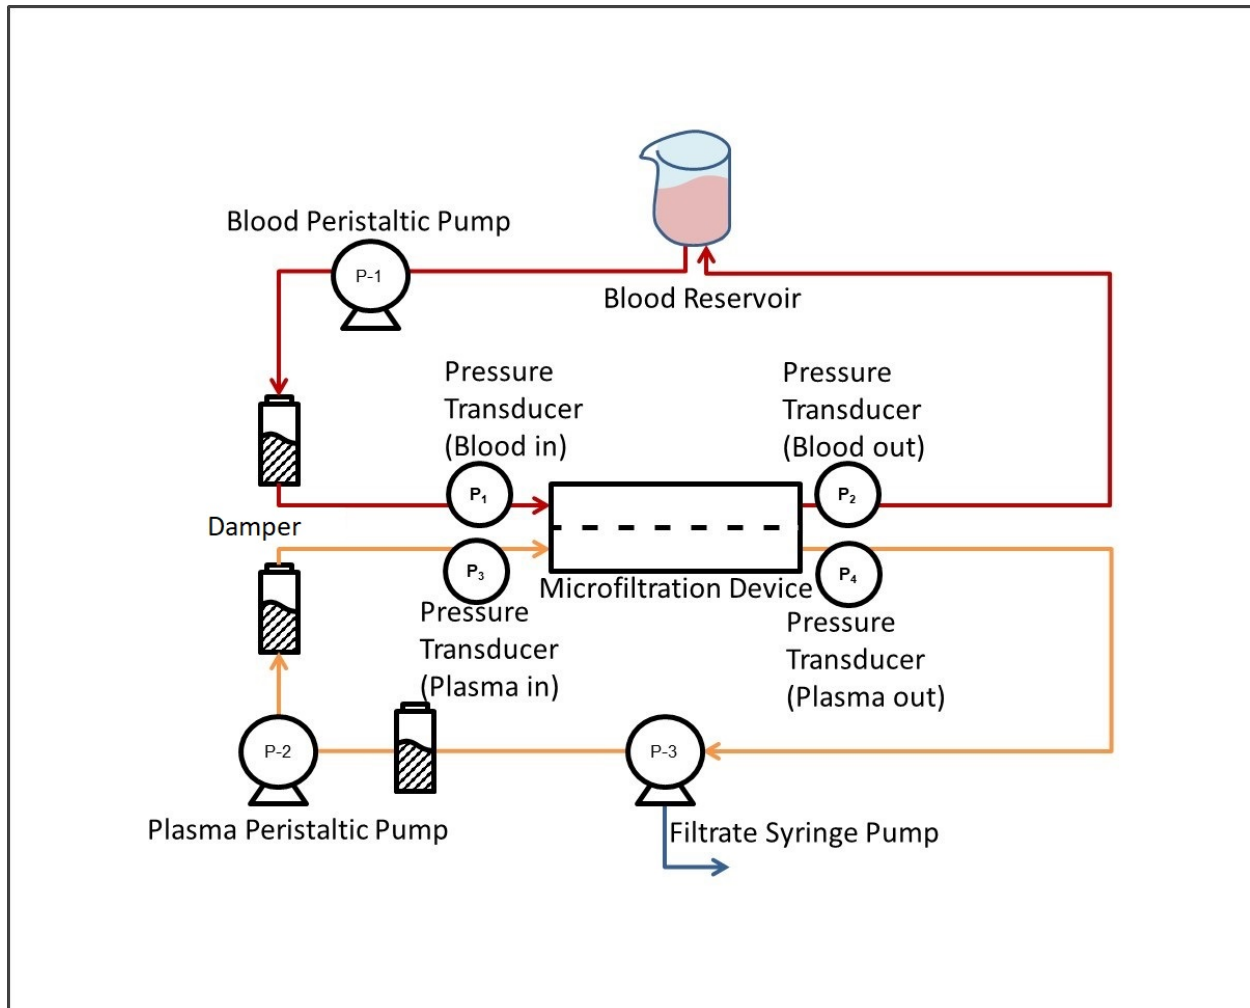 Blood Peristaltic Pump
P-1
Blood Reservoir
Pressure
Transducer
(Blood in)
Pressure
Transducer
(Blood out)
P₁
P₂
Damper
P₃
Microfiltration Device
P₄
Pressure
Transducer
(Plasma in)
Pressure
Transducer
(Plasma out)
P-2
P-3
Plasma Peristaltic Pump
Filtrate Syringe Pump